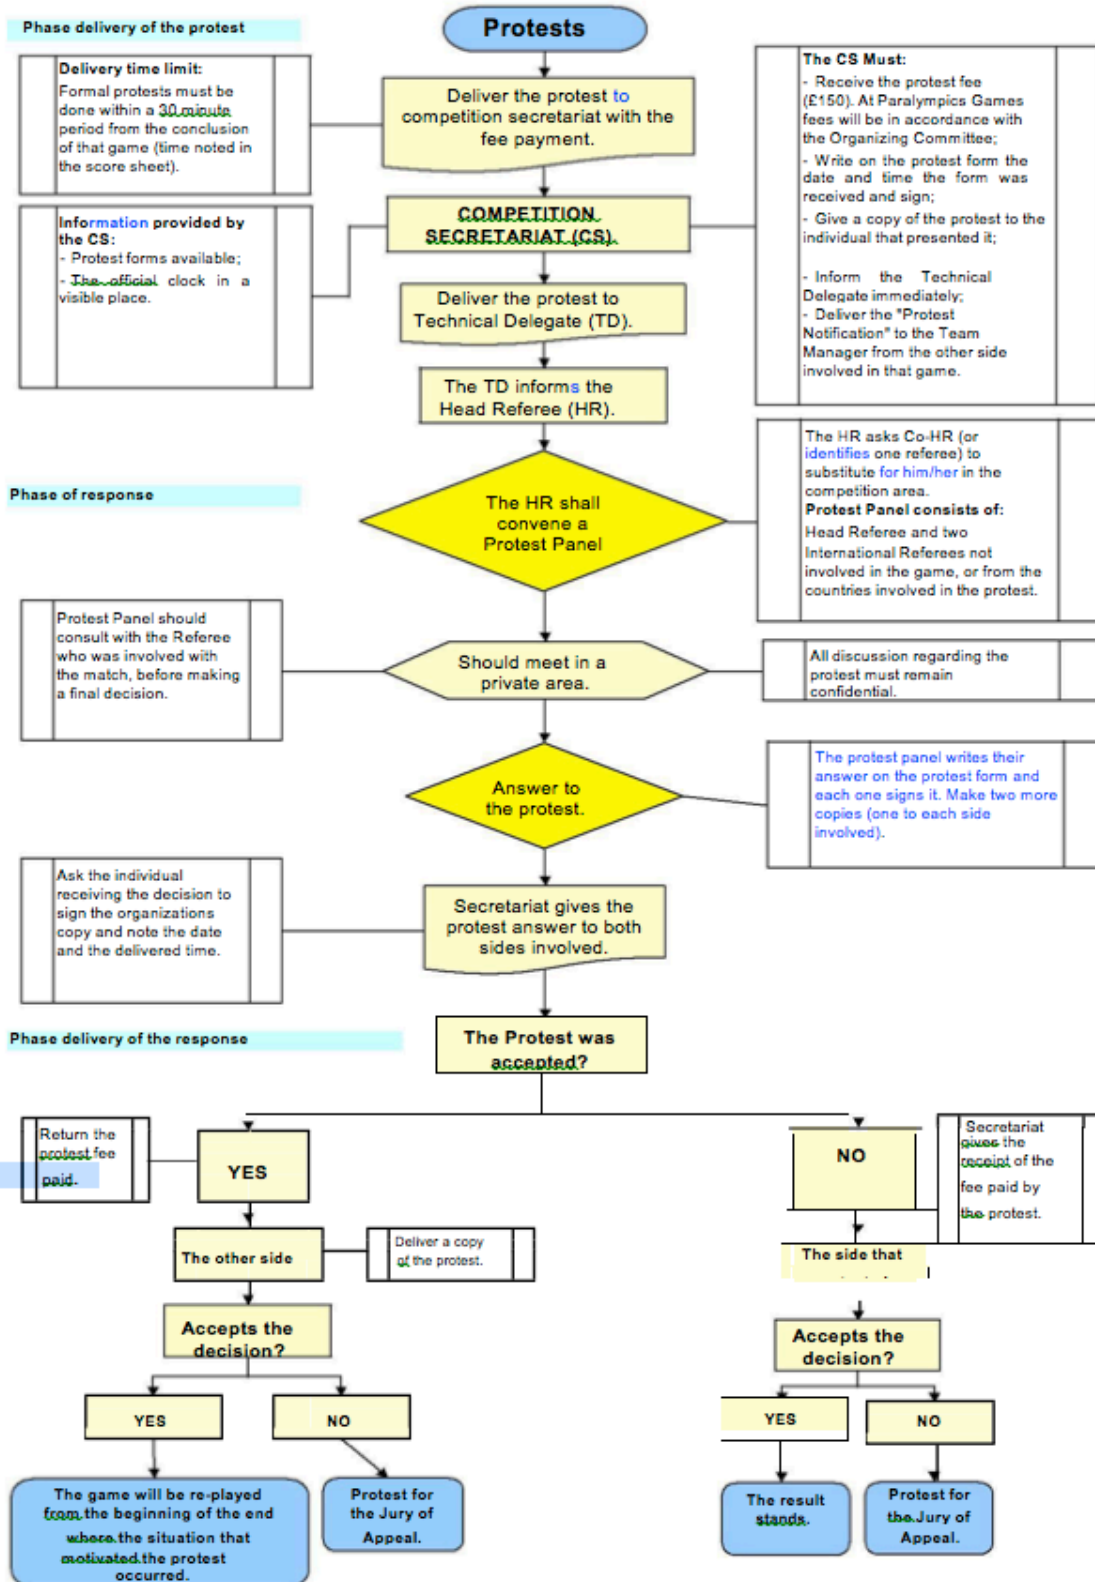 Protests
Phase delivery of the protest
Delivery time limit:
Formal protests must be
done within a 30 minute
period from the conclusion
of that game (time noted in
the score sheet).
Deliver the protest to
competition secretariat with the
fee payment.
The CS Must:
- Receive the protest fee
(£150). At Paralympics Games
fees will be in accordance with
the Organizing Committee;
- Write on the protest form the
date and time the form was
received and sign;
- Give a copy of the protest to the
individual that presented it;
- Inform the Technical
Delegate immediately;
- Deliver the "Protest
Notification" to the Team
Manager from the other side
involved in that game.
Information provided by
the CS:
- Protest forms available;
- The official clock in a
visible place.
COMPETITION
SECRETARIAT (CS)
Deliver the protest to
Technical Delegate (TD).
The TD informs the
Head Referee (HR).
Phase of response
The HR shall
convene a
Protest Panel
The HR asks Co-HR (or
identifies one referee) to
substitute for him/her in the
competition area.
Protest Panel consists of:
Head Referee and two
International Referees not
involved in the game, or from the
countries involved in the protest.
Protest Panel should
consult with the Referee
who was involved with
the match, before making
a final decision.
Should meet in a
private area.
All discussion regarding the
protest must remain
confidential.
Answer to
the protest.
The protest panel writes their
answer on the protest form and
each one signs it. Make two more
copies (one to each side
involved).
Ask the individual
receiving the decision to
sign the organizations
copy and note the date
and the delivered time.
Secretariat gives the
protest answer to both
sides involved.
Phase delivery of the response
The Protest was
accepted?
Return the
protest fee
paid.
YES
NO
Secretariat
gives the
receipt of the
fee paid by
the protest.
The other side
Deliver a copy
of the protest.
The side that
Accepts the
decision?
Accepts the
decision?
YES
NO
YES
NO
The game will be re-played
from the beginning of the end
where the situation that
motivated the protest
occurred.
Protest for
the Jury of
Appeal.
The result
stands.
Protest for
the Jury of
Appeal.